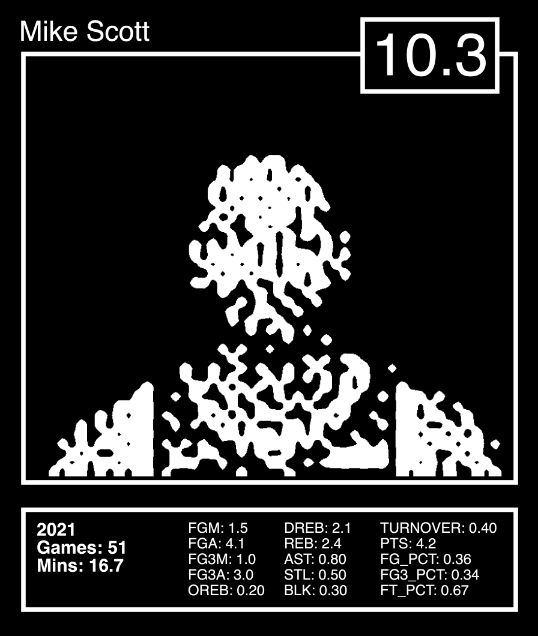 Mike Scott
10.3
2021
Games: 51
Mins: 16.7
FGM: 1.5
FGA: 4.1
FG3M: 1.0
FG3A: 3.0
OREB: 0.20
DREB: 2.1
REB: 2.4
AST: 0.80
STL: 0.50
BLK: 0.30
TURNOVER: 0.40
PTS: 4.2
FG_PCT: 0.36
FG3_PCT: 0.34
FT_PCT: 0.67